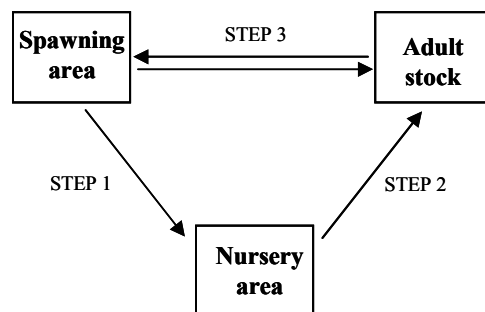 Spawning
area
STEP 3
Adult
stock
STEP 1
STEP 2
Nursery
area